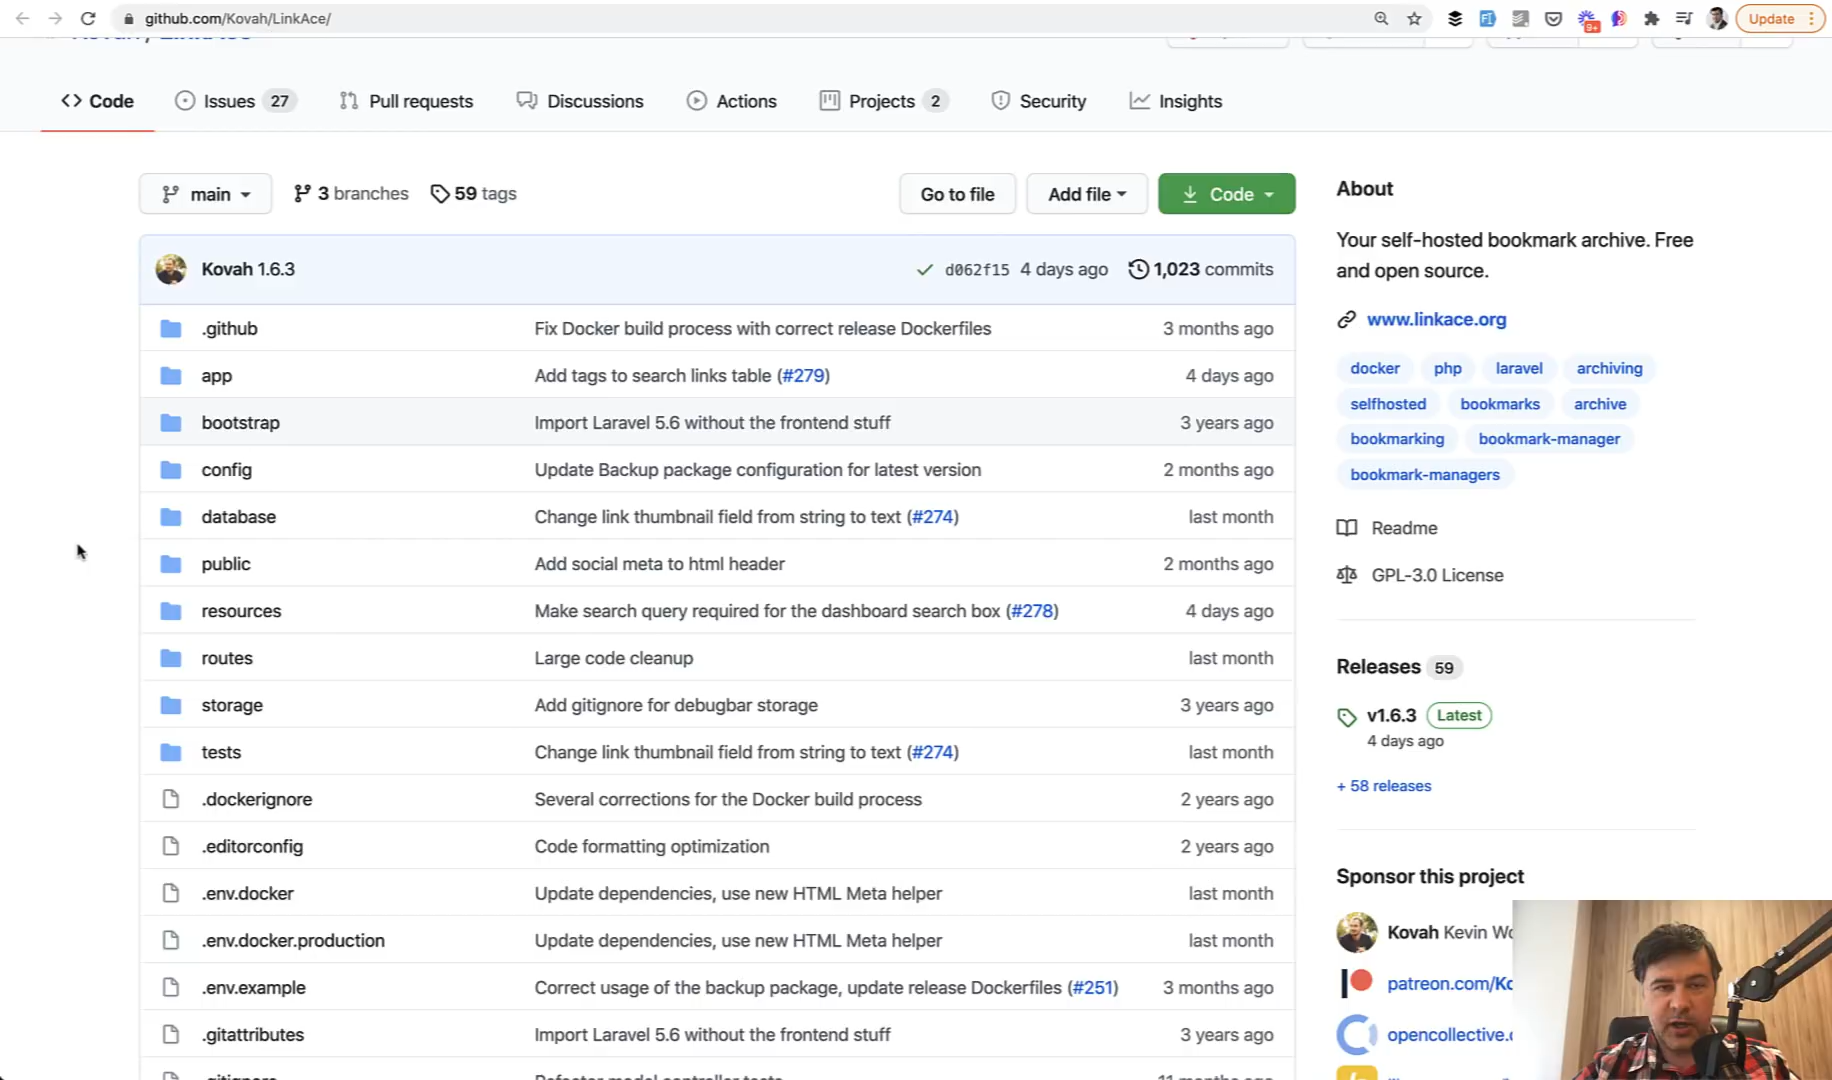 github.com/Kovah/LinkAce/
Update
9+
Code
Issues 27
Pull requests
Discussions
Actions
Projects 2
Security
Insights
main
3 branches
59 tags
Go to file
Add file
Code
Kovah 1.6.3
d062f15 4 days ago
1,023 commits
.github Fix Docker build process with correct release Dockerfiles 3 months ago
app Add tags to search links table (#279) 4 days ago
bootstrap Import Laravel 5.6 without the frontend stuff 3 years ago
config Update Backup package configuration for latest version 2 months ago
database Change link thumbnail field from string to text (#274) last month
public Add social meta to html header 2 months ago
resources Make search query required for the dashboard search box (#278) 4 days ago
routes Large code cleanup last month
storage Add gitignore for debugbar storage 3 years ago
tests Change link thumbnail field from string to text (#274) last month
.dockerignore Several corrections for the Docker build process 2 years ago
.editorconfig Code formatting optimization 2 years ago
.env.docker Update dependencies, use new HTML Meta helper last month
.env.docker.production Update dependencies, use new HTML Meta helper last month
.env.example Correct usage of the backup package, update release Dockerfiles (#251) 3 months ago
.gitattributes Import Laravel 5.6 without the frontend stuff 3 years ago
About
Your self-hosted bookmark archive. Free
and open source.
www.linkace.org
docker php laravel archiving
selfhosted bookmarks archive
bookmarking bookmark-manager
bookmark-managers
Readme
GPL-3.0 License
Releases 59
v1.6.3 Latest
4 days ago
+ 58 releases
Sponsor this project
Kovah Kevin
patreon.com/
opencollective.